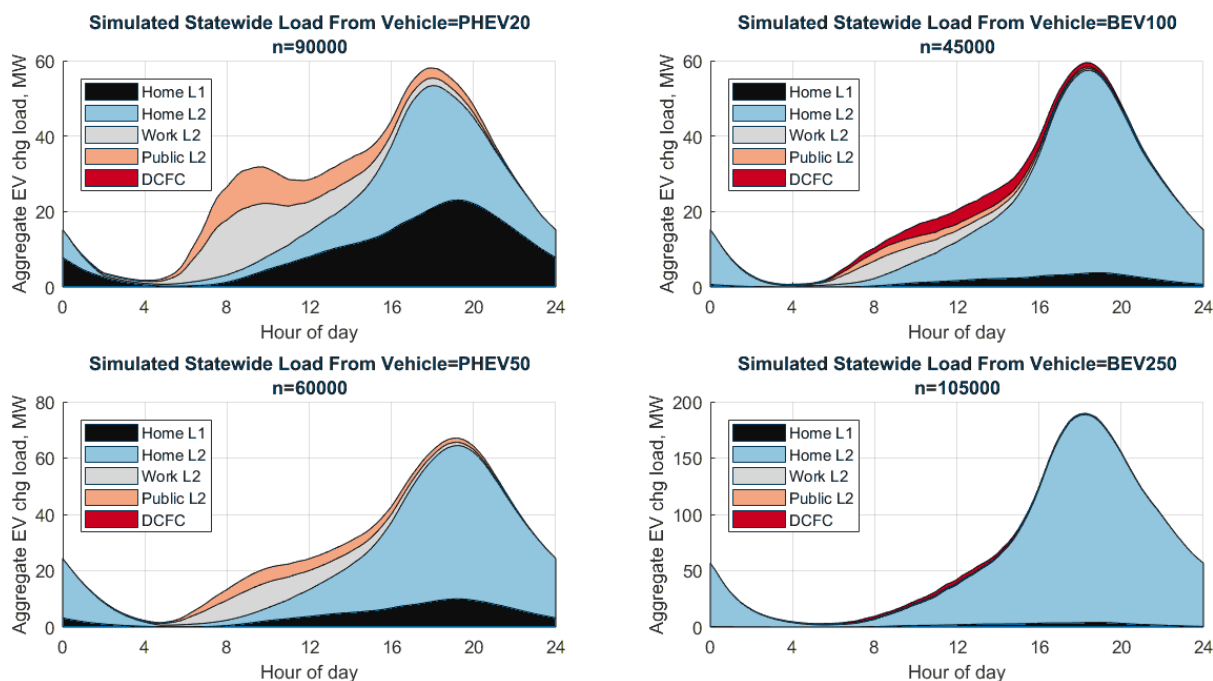 Simulated Statewide Load From Vehicle=PHEV20
n=90000
Aggregate EV chg load, MW
60
40
20
0
Home L1
Home L2
Work L2
Public L2
DCFC
0 4 8 12 16 20 24
Hour of day
Simulated Statewide Load From Vehicle=BEV100
n=45000
Aggregate EV chg load, MW
60
40
20
0
Home L1
Home L2
Work L2
Public L2
DCFC
0 4 8 12 16 20 24
Hour of day
Simulated Statewide Load From Vehicle=PHEV50
n=60000
Aggregate EV chg load, MW
80
60
40
20
0
Home L1
Home L2
Work L2
Public L2
DCFC
0 4 8 12 16 20 24
Hour of day
Simulated Statewide Load From Vehicle=BEV250
n=105000
Aggregate EV chg load, MW
200
150
100
50
0
Home L1
Home L2
Work L2
Public L2
DCFC
0 4 8 12 16 20 24
Hour of day